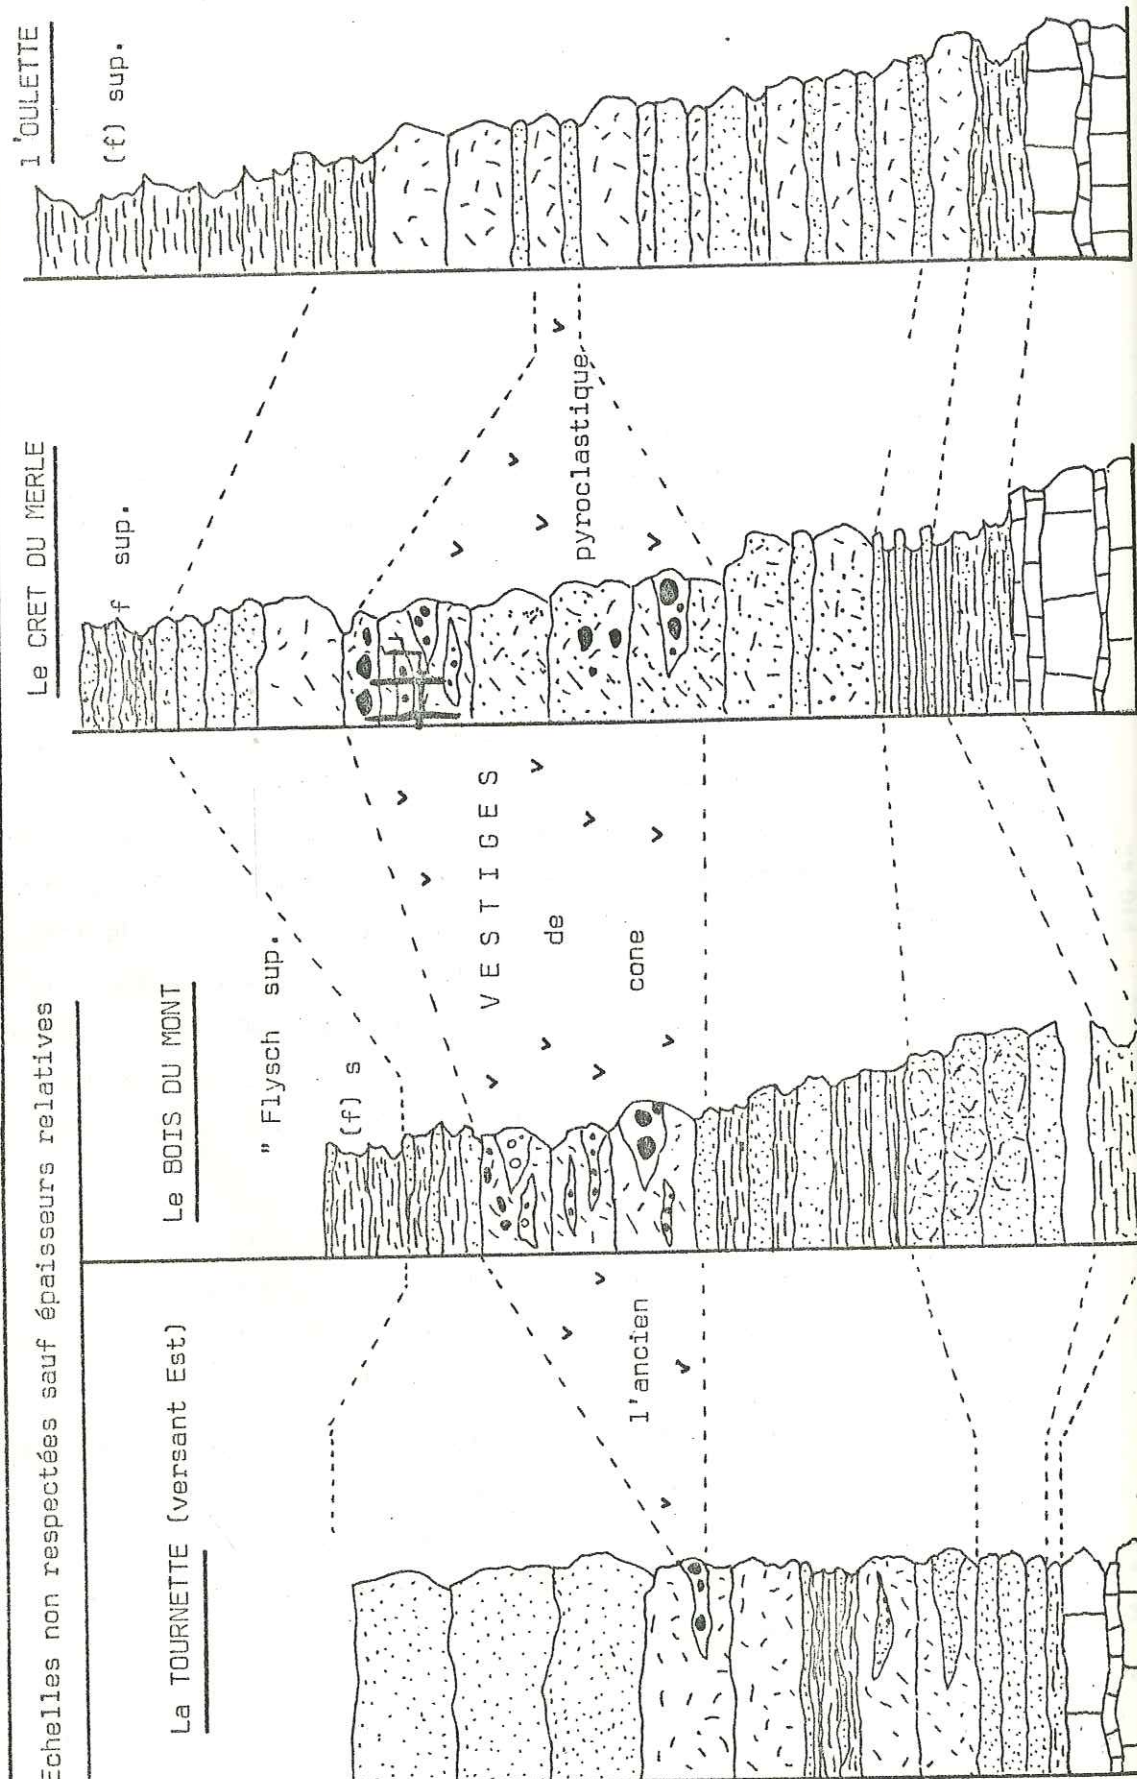 Echelles non respectées sauf épaisseurs relatives
La TOURNETTE (versant Est)
Le BOIS DU MONT
Le CRET DU MERLE
l'OULETTE
" Flysch sup.
(f) s
f sup.
(f) sup.
VESTIGES
de
cone
pyroclastique
l'ancien